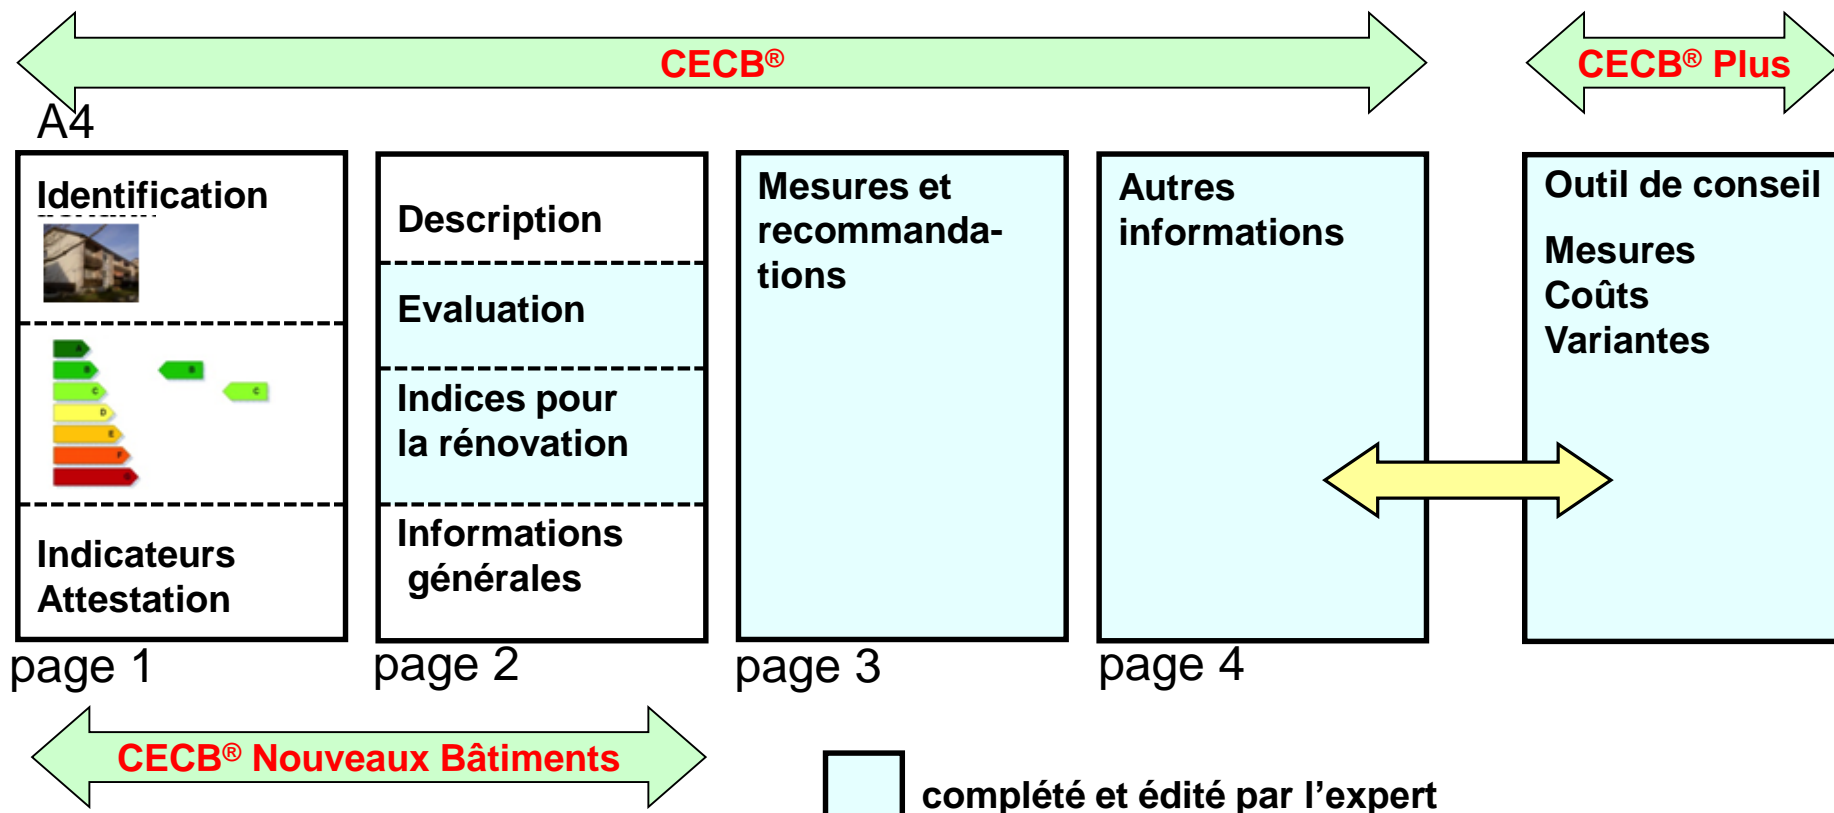 CECB®
CECB® Plus
A4
Identification
A
B
C
D
E
F
G
B
C
Indicateurs
Attestation
page 1
Description
Evaluation
Indices pour
la rénovation
Informations
générales
page 2
Mesures et
recommanda-
tions
page 3
Autres
informations
page 4
Outil de conseil
Mesures
Coûts
Variantes
CECB® Nouveaux Bâtiments
complété et édité par l’expert